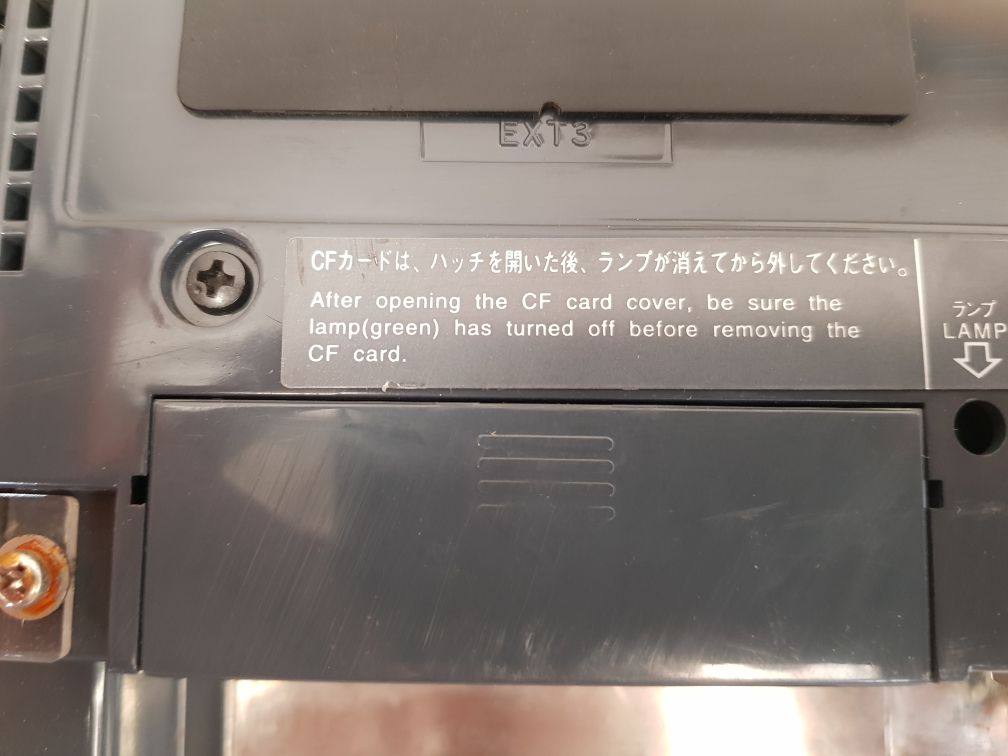 EXT3
CFカードは、ハッチを開いた後、ランプが消えてから外してください。
After opening the CF card cover, be sure the
lamp(green) has turned off before removing the
CF card.
ランプ
LAMP